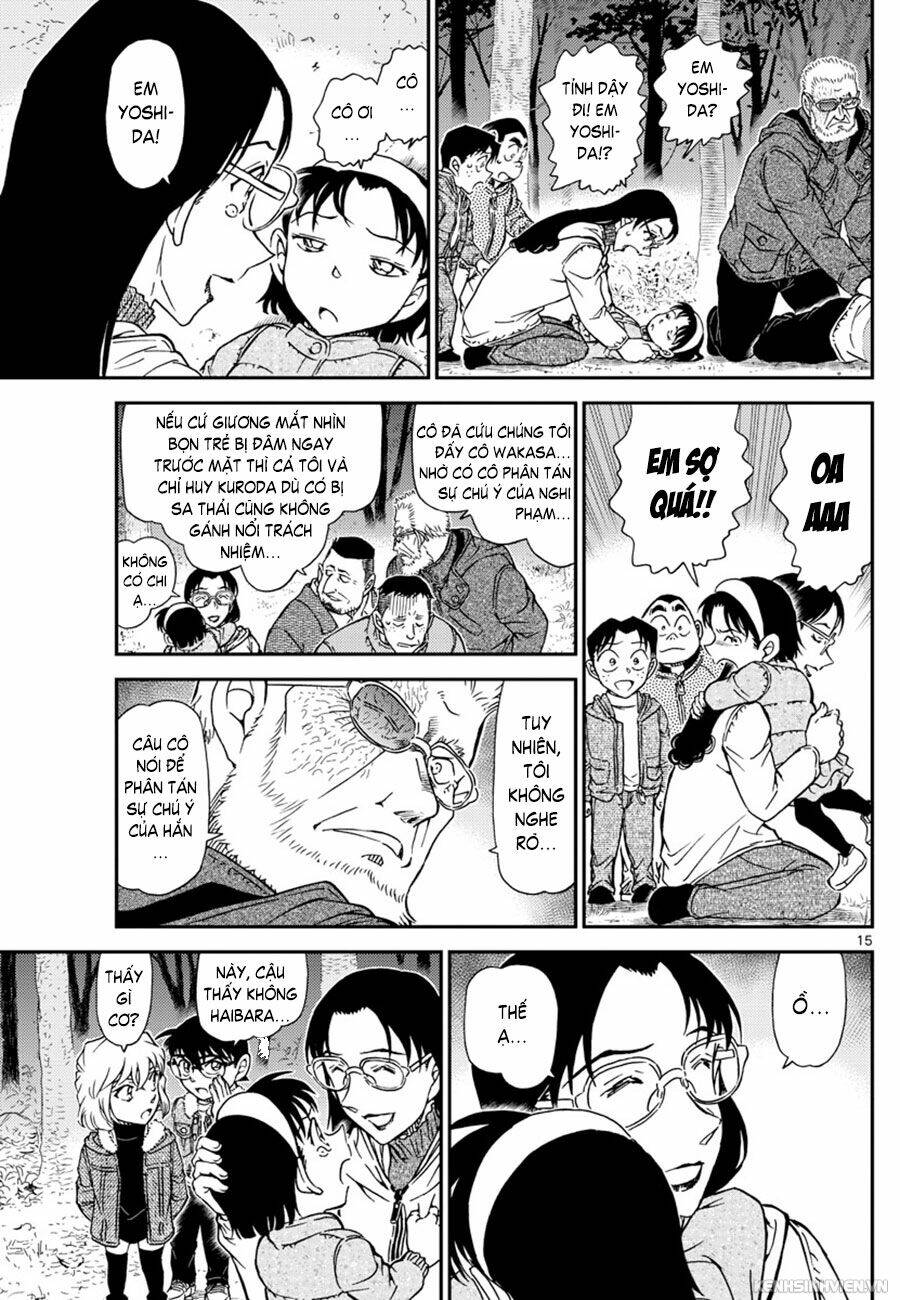 EM
YOSHI-
DA?
TỈNH DẬY
ĐI! EM
YOSHI-
DA!?
CÔ
...
CÔ ƠI
...
EM
YOSHI-
DA!
OA
AAA
EM SỢ
QUÁ!!
CÔ ĐÃ CỨU CHÚNG TÔI
ĐẤY CÔ WAKASA...
NHỜ CÓ CÔ PHÂN TÁN
SỰ CHÚ Ý CỦA NGHI
PHẠM...
NẾU CỨ GIƯƠNG MẮT NHÌN
BỌN TRẺ BỊ ĐÂM NGAY
TRƯỚC MẶT THÌ CẢ TÔI VÀ
CHỈ HUY KURODA DÙ CÓ BỊ
SA THẢI CŨNG KHÔNG
GÁNH NỔI TRÁCH
NHIỆM...
KHÔNG
CÓ CHI
Ạ...
TUY
NHIÊN,
TÔI
KHÔNG
NGHE
RÕ...
CÂU CÔ
NÓI ĐỂ
PHÂN TÁN
SỰ CHÚ Ý
CỦA HẮN
...
15
Ồ...
THẾ
Ạ...
NÀY, CẬU
THẤY KHÔNG
HAIBARA...
THẤY
GÌ
CƠ?
KENHSINHVIEN.VN